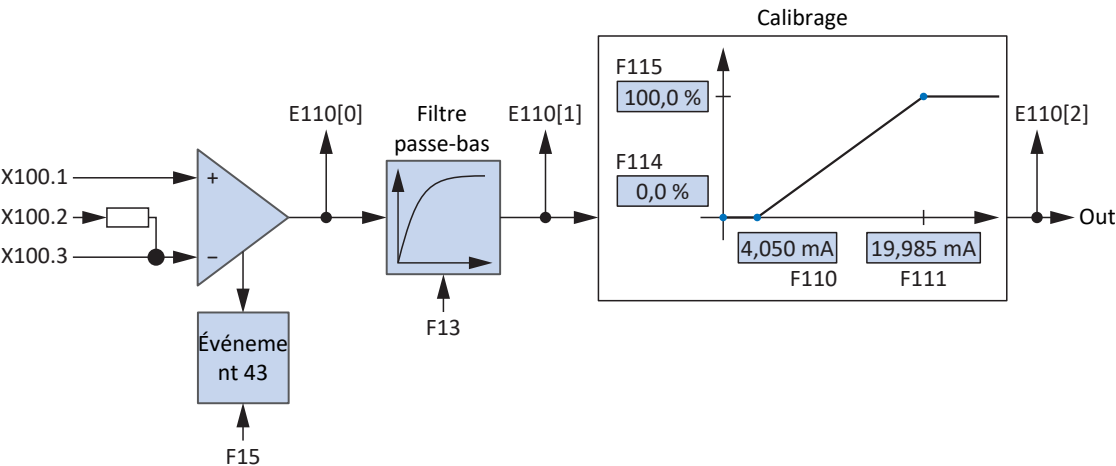 Calibrage
F115
100,0 %
E110[0]
Filtre
passe-bas
E110[1]
E110[2]
F114
0,0 %
X100.1
+
X100.2
Out
X100.3
−
4,050 mA
19,985 mA
F110
F111
F13
Événeme
nt 43
F15